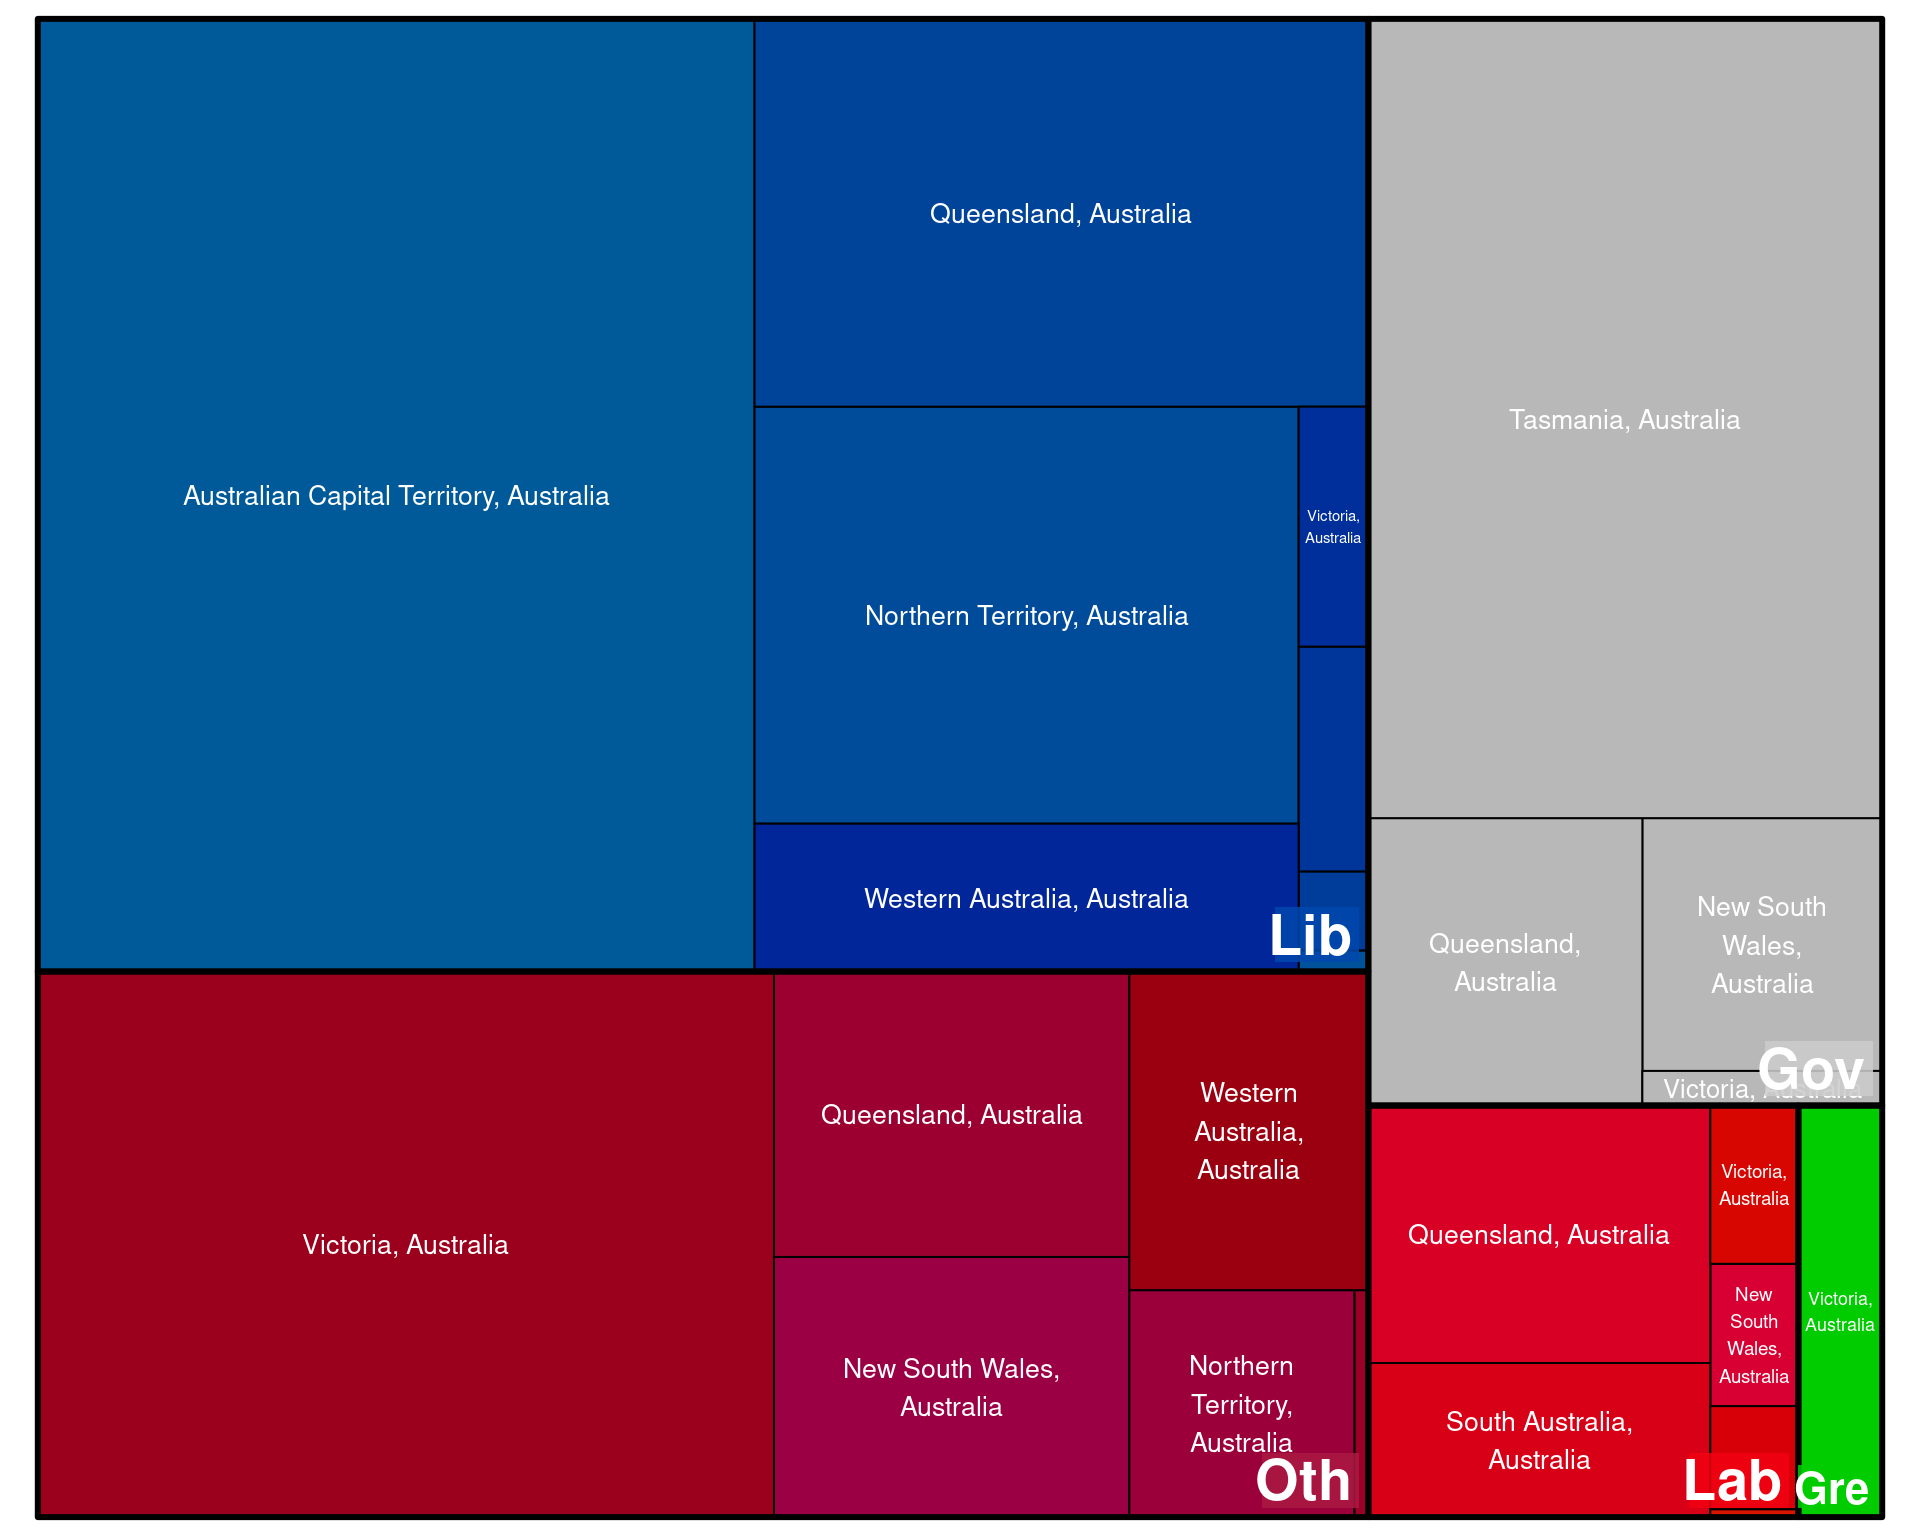 Australian Capital Territory, Australia
Queensland, Australia
Northern Territory, Australia
Victoria,
Australia
Western Australia, Australia
Lib
Tasmania, Australia
Queensland,
Australia
New South
Wales,
Australia
Victoria, Australia
Gov
Victoria, Australia
Queensland, Australia
New South Wales,
Australia
Western
Australia,
Australia
Northern
Territory,
Australia
Oth
Queensland, Australia
South Australia,
Australia
Victoria,
Australia
New
South
Wales,
Australia
Lab
Victoria,
Australia
Gre